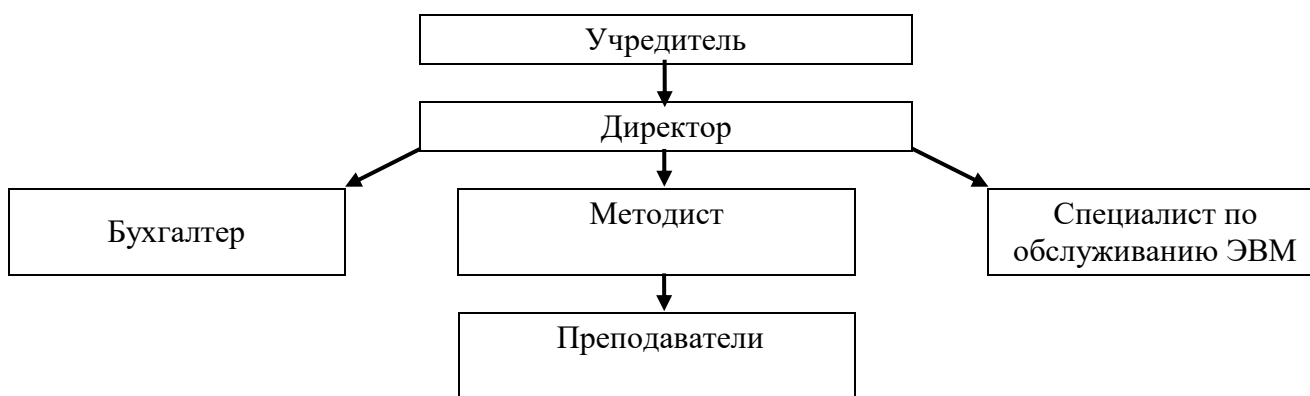 Учредитель
Директор
Бухгалтер
Методист
Специалист по
обслуживанию ЭВМ
Преподаватели